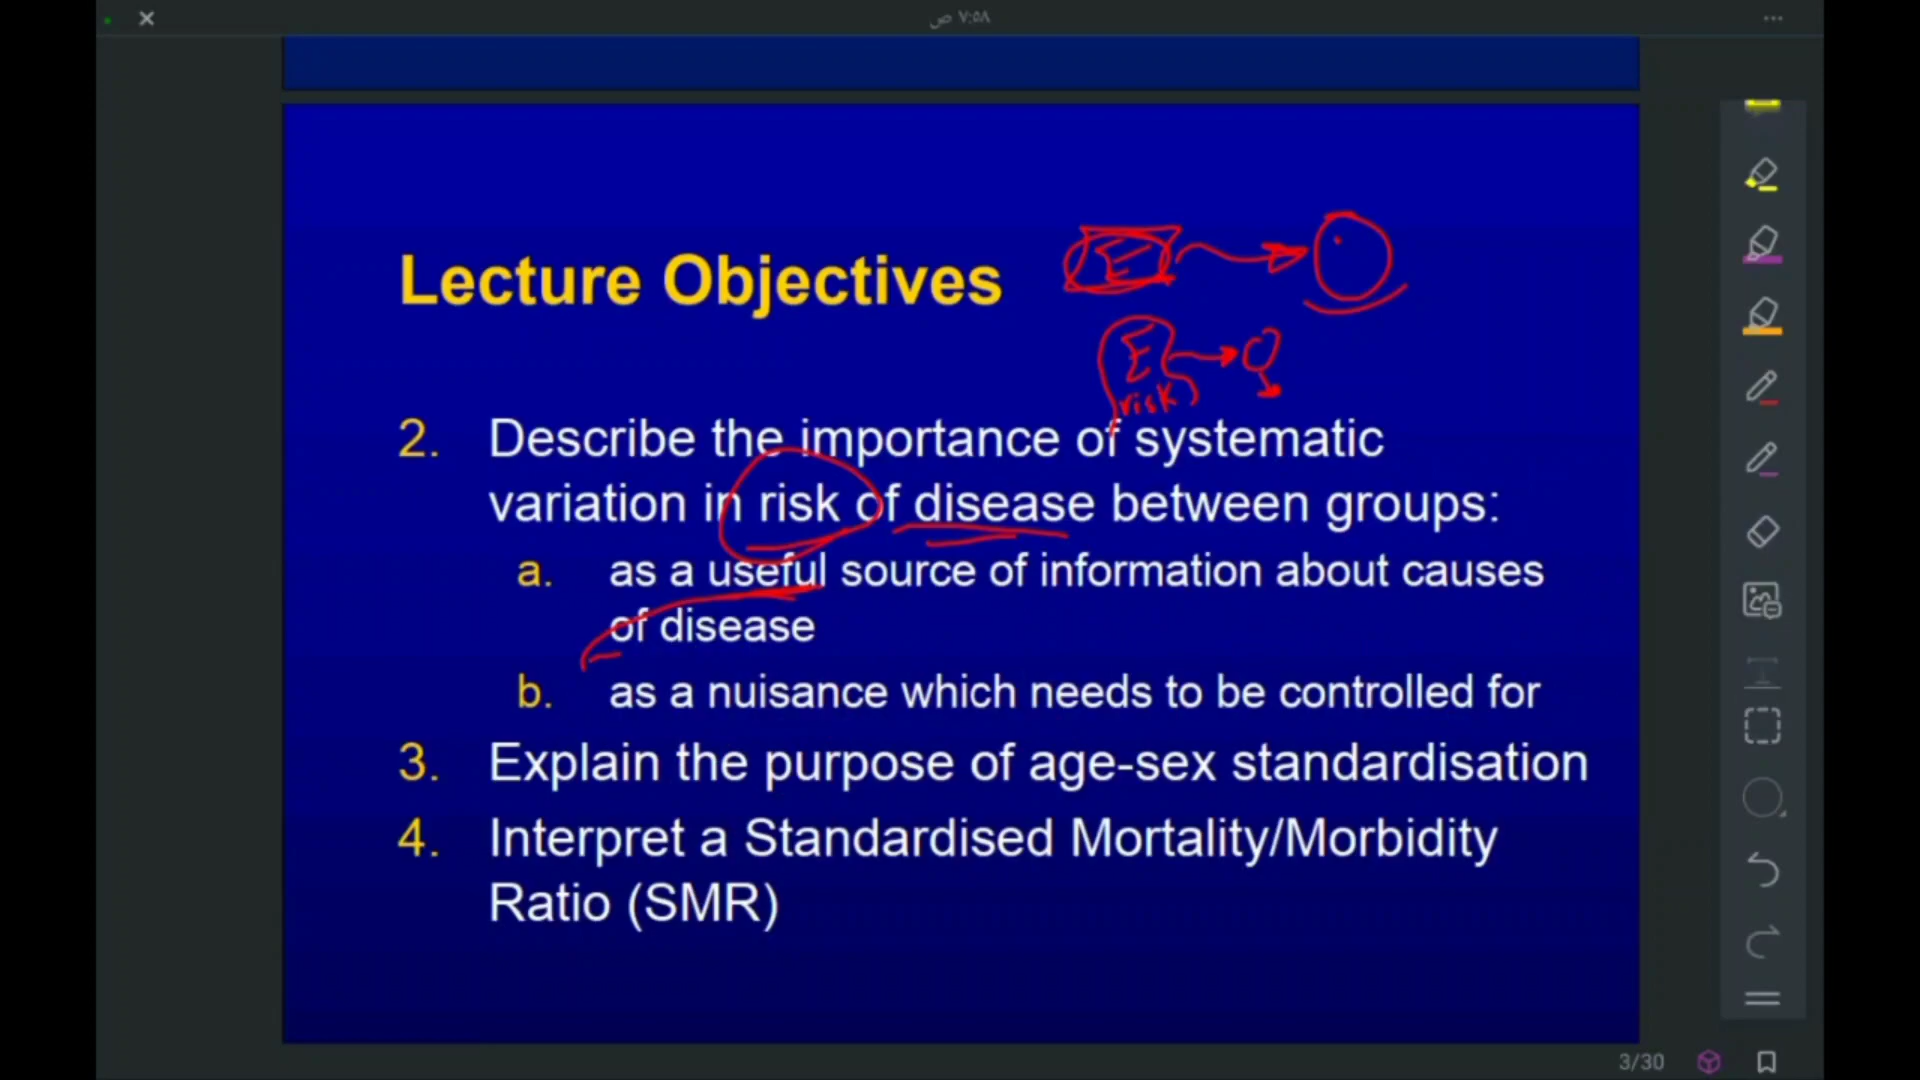 ٧:٥٨ ص
Lecture Objectives
E
E O
risk
2. Describe the importance of systematic
variation in risk of disease between groups:
a. as a useful source of information about causes
of disease
b. as a nuisance which needs to be controlled for
3. Explain the purpose of age-sex standardisation
4. Interpret a Standardised Mortality/Morbidity
Ratio (SMR)
3/30